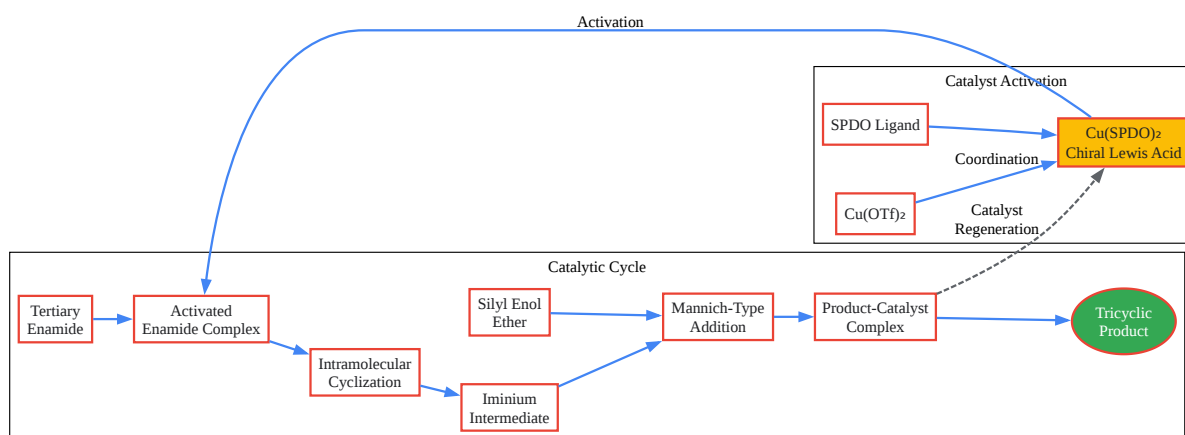 Activation
Catalyst Activation
SPDO Ligand
Cu(SPDO)₂
Chiral Lewis Acid
Coordination
Cu(OTf)₂
Catalyst
Regeneration
Catalytic Cycle
Tertiary
Enamide
Activated
Enamide Complex
Silyl Enol
Ether
Mannich-Type
Addition
Product-Catalyst
Complex
Tricyclic
Product
Intramolecular
Cyclization
Iminium
Intermediate